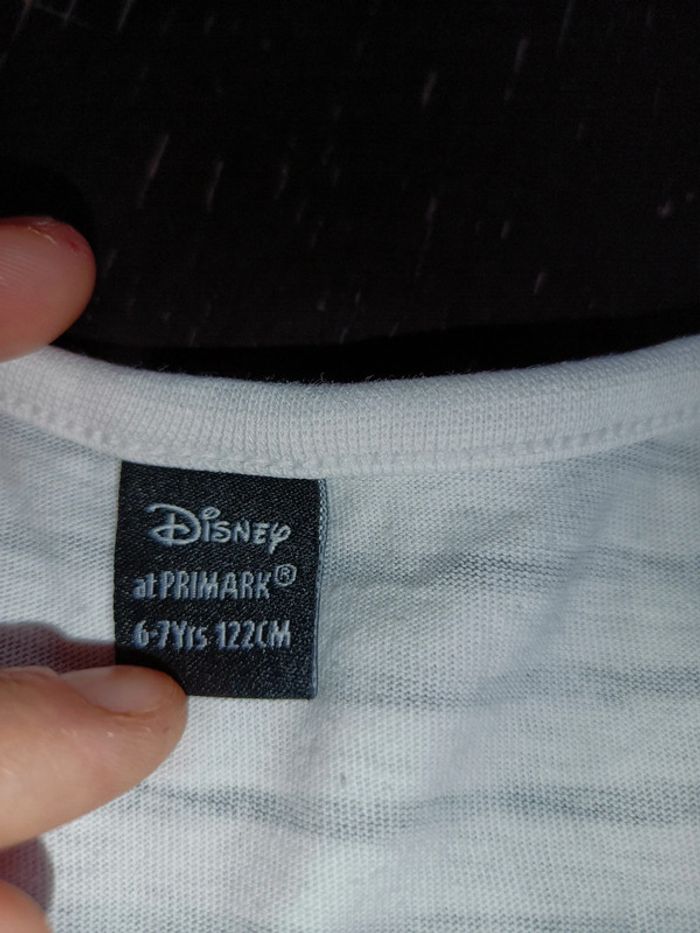 Disney
at PRIMARK®
6-7Yrs 122CM